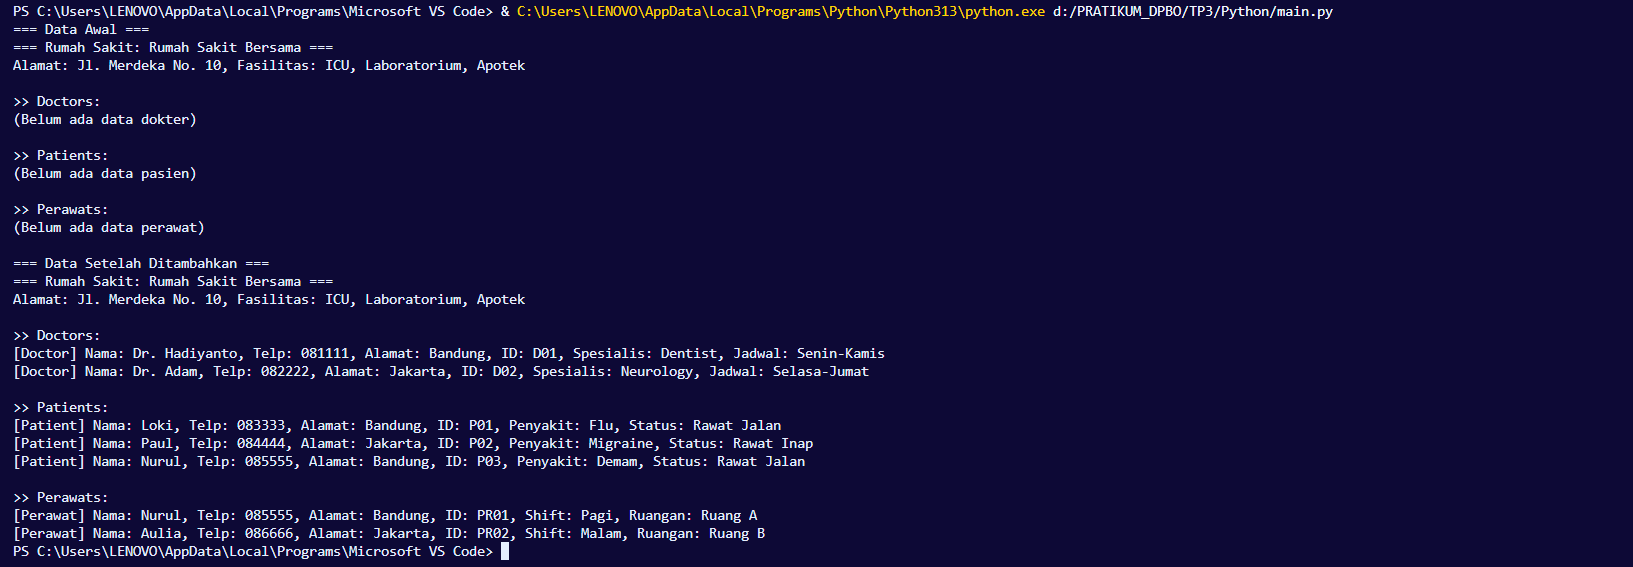 PS C:\Users\LENOVO\AppData\Local\Programs\Microsoft VS Code> & C:\Users\LENOVO\AppData\Local\Programs\Python\Python313\python.exe d:/PRATIKUM_DPBO/TP3/Python/main.py
=== Data Awal ===
=== Rumah Sakit: Rumah Sakit Bersama ===
Alamat: Jl. Merdeka No. 10, Fasilitas: ICU, Laboratorium, Apotek

>> Doctors:
(Belum ada data dokter)

>> Patients:
(Belum ada data pasien)

>> Perawats:
(Belum ada data perawat)

=== Data Setelah Ditambahkan ===
=== Rumah Sakit: Rumah Sakit Bersama ===
Alamat: Jl. Merdeka No. 10, Fasilitas: ICU, Laboratorium, Apotek

>> Doctors:
[Doctor] Nama: Dr. Hadiyanto, Telp: 081111, Alamat: Bandung, ID: D01, Spesialis: Dentist, Jadwal: Senin-Kamis
[Doctor] Nama: Dr. Adam, Telp: 082222, Alamat: Jakarta, ID: D02, Spesialis: Neurology, Jadwal: Selasa-Jumat

>> Patients:
[Patient] Nama: Loki, Telp: 083333, Alamat: Bandung, ID: P01, Penyakit: Flu, Status: Rawat Jalan
[Patient] Nama: Paul, Telp: 084444, Alamat: Jakarta, ID: P02, Penyakit: Migraine, Status: Rawat Inap
[Patient] Nama: Nurul, Telp: 085555, Alamat: Bandung, ID: P03, Penyakit: Demam, Status: Rawat Jalan

>> Perawats:
[Perawat] Nama: Nurul, Telp: 085555, Alamat: Bandung, ID: PR01, Shift: Pagi, Ruangan: Ruang A
[Perawat] Nama: Aulia, Telp: 086666, Alamat: Jakarta, ID: PR02, Shift: Malam, Ruangan: Ruang B
PS C:\Users\LENOVO\AppData\Local\Programs\Microsoft VS Code>